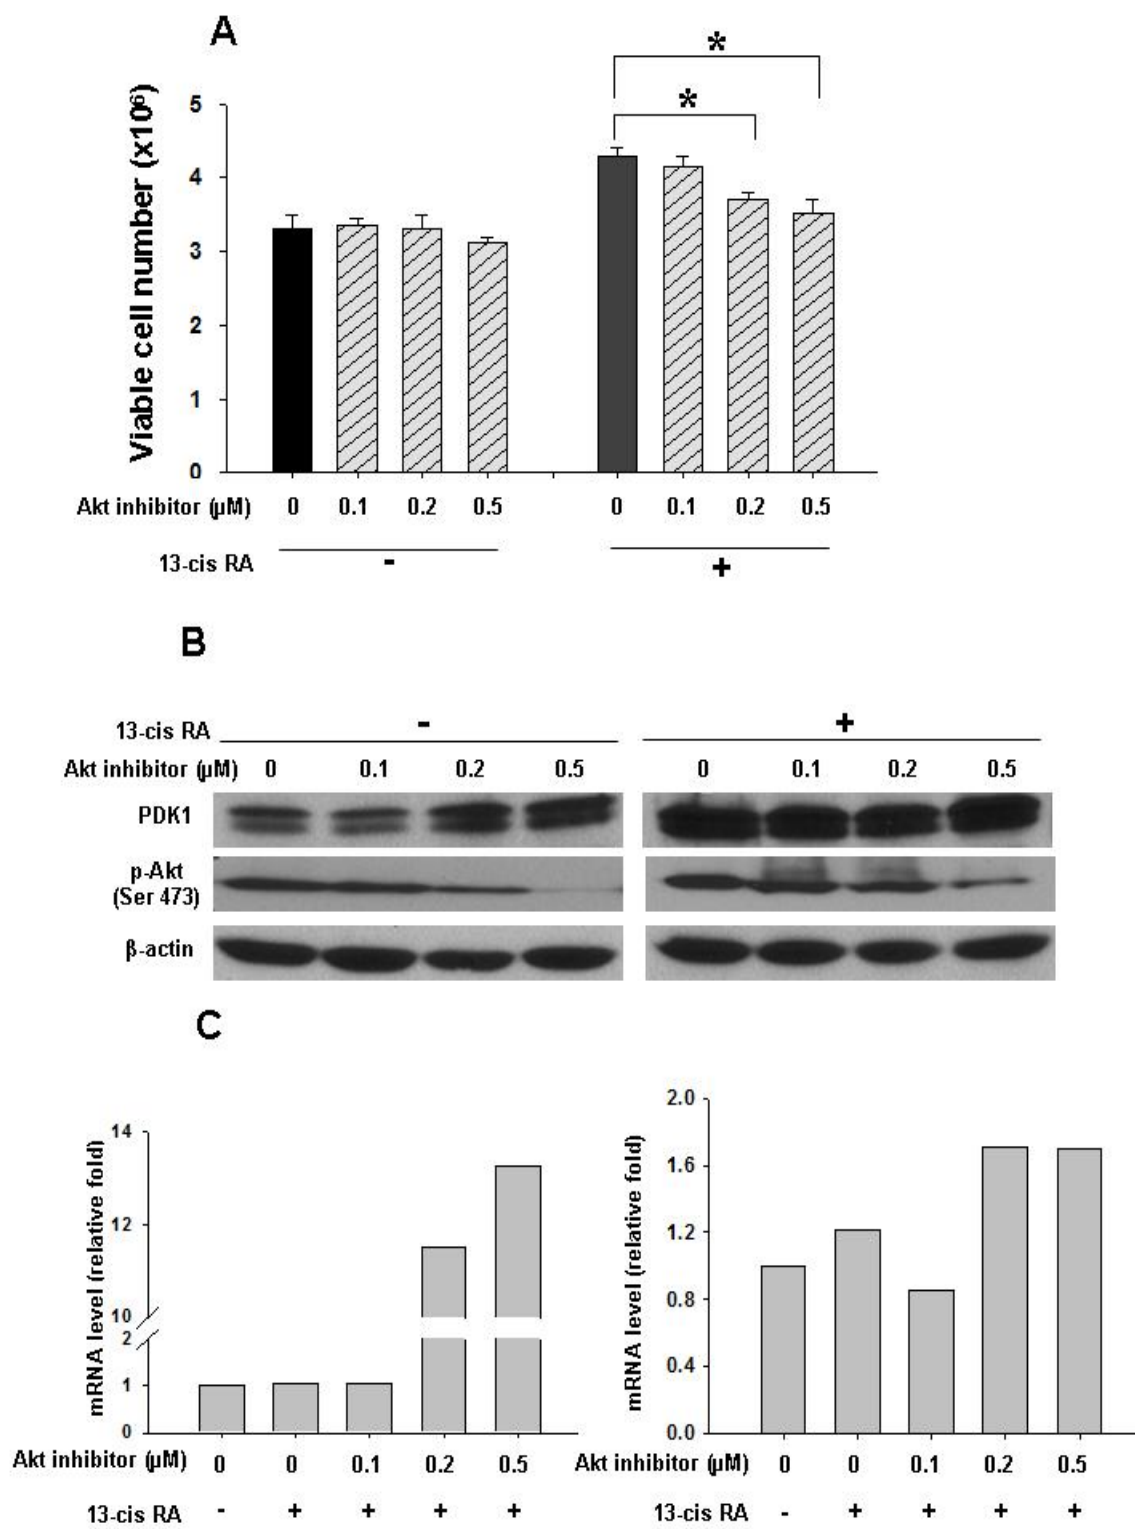 A
*
*
Viable cell number (x10⁶)
5
4
3
2
1
0
Akt inhibitor (µM) 0 0.1 0.2 0.5 0 0.1 0.2 0.5
13-cis RA - +
B
13-cis RA - +
Akt inhibitor (µM) 0 0.1 0.2 0.5 0 0.1 0.2 0.5
PDK1
p-Akt
(Ser 473)
β-actin
C
mRNA level (relative fold)
14
12
10
2
1
0
Akt inhibitor (µM) 0 0 0.1 0.2 0.5
13-cis RA - + + + +
mRNA level (relative fold)
2.0
1.6
1.2
0.8
0.4
0.0
Akt inhibitor (µM) 0 0 0.1 0.2 0.5
13-cis RA - + + + +